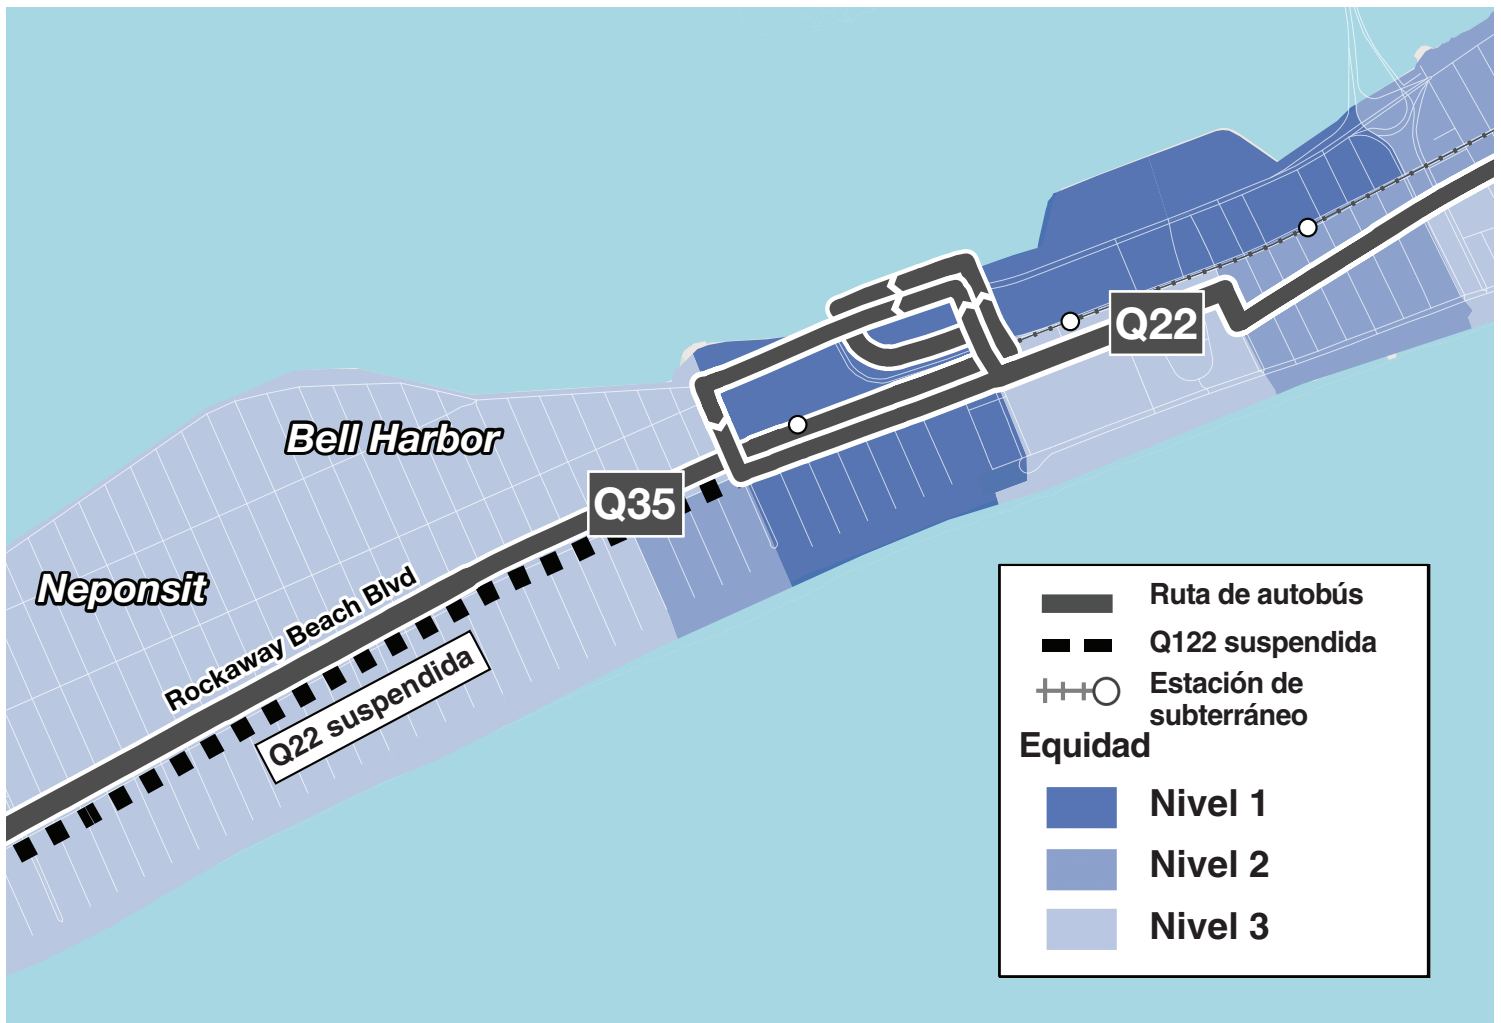 Q22
Bell Harbor
Q35
Neponsit
Rockaway Beach Blvd
Q22 suspendida
Ruta de autobús
Q122 suspendida
Estación de
subterráneo
Equidad
Nivel 1
Nivel 2
Nivel 3